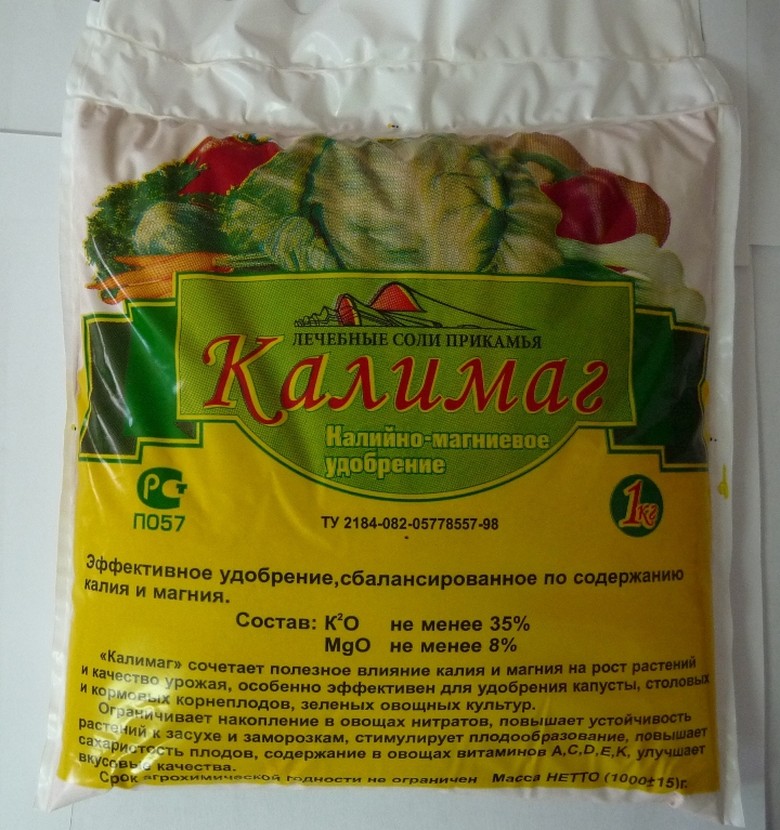 ЛЕЧЕБНЫЕ СОЛИ ПРИКАМЬЯ
Калимаг
Калийно-магниевое
удобрение
РСт
ПО57
ТУ 2184-082-05778557-98
1кг
Эффективное удобрение,сбалансированное по содержанию
калия и магния.
Состав: К²О не менее 35%
MgO не менее 8%
«Калимаг» сочетает полезное влияние калия и магния на рост растений
и качество урожая, особенно эффективен для удобрения капусты, столовых
и кормовых корнеплодов, зеленых овощных культур.
Ограничивает накопление в овощах нитратов, повышает устойчивость
растений к засухе и заморозкам, стимулирует плодообразование, повышает
сахаристость плодов, содержание в овощах витаминов А,С,D,Е,К, улучшает
вкусовые качества.
Срок агрохимической годности не ограничен Масса НЕТТО (1000±15)г.